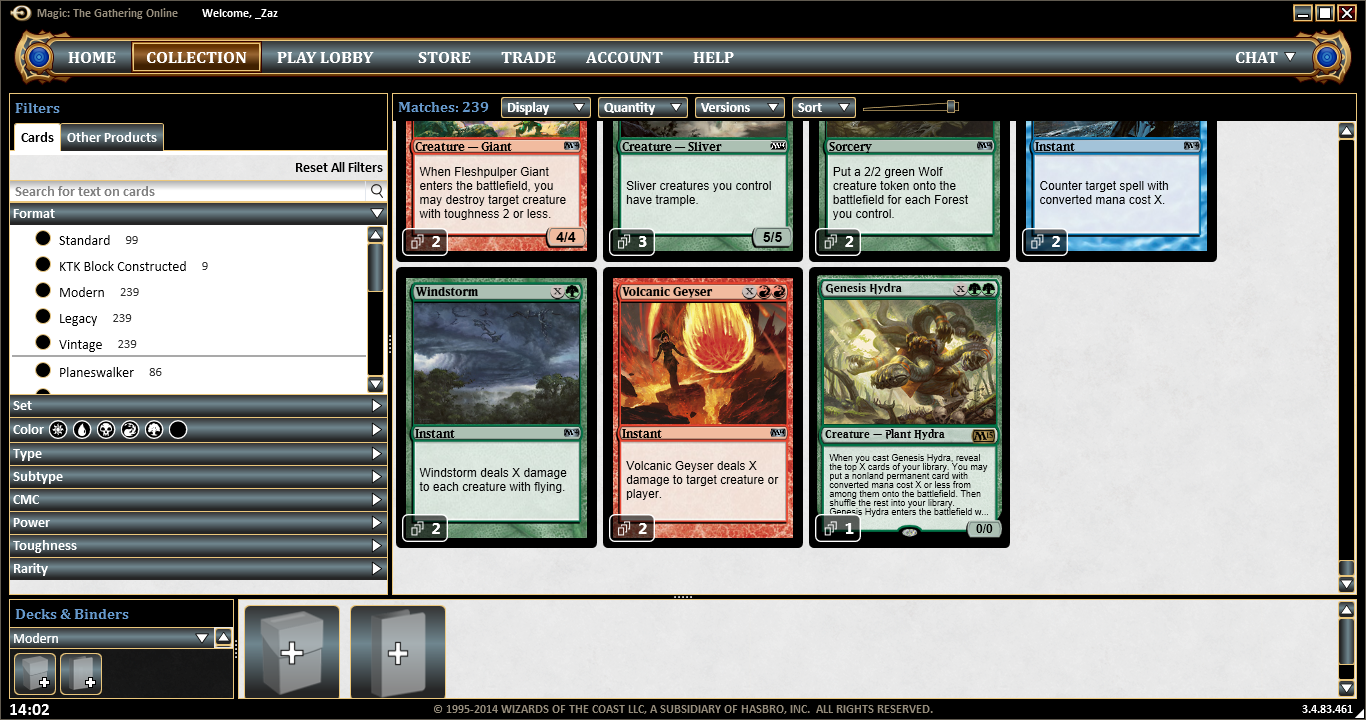 Magic: The Gathering Online
Welcome, _Zaz
HOME
COLLECTION
PLAY LOBBY
STORE
TRADE
ACCOUNT
HELP
CHAT
Filters
Cards
Other Products
Reset All Filters
Search for text on cards
Format
Standard 99
KTK Block Constructed 9
Modern 239
Legacy 239
Vintage 239
Planeswalker 86
Set
Color
Type
Subtype
CMC
Power
Toughness
Rarity
Matches: 239
Display
Quantity
Versions
Sort
Creature — Giant
When Fleshpulper Giant
enters the battlefield, you
may destroy target creature
with toughness 2 or less.
2
4/4
Creature — Sliver
Sliver creatures you control
have trample.
3
5/5
Sorcery
Put a 2/2 green Wolf
creature token onto the
battlefield for each Forest
you control.
2
Instant
Counter target spell with
converted mana cost X.
2
Windstorm X
Instant
Windstorm deals X damage
to each creature with flying.
2
Volcanic Geyser X
Instant
Volcanic Geyser deals X
damage to target creature or
player.
2
Genesis Hydra X
Creature — Plant Hydra M15
When you cast Genesis Hydra, reveal
the top X cards of your library. You may
put a nonland permanent card with
converted mana cost X or less from
among them onto the battlefield. Then
shuffle the rest into your library.
Genesis Hydra enters the battlefield w...
1
0/0
Decks & Binders
Modern
14:02
© 1995-2014 WIZARDS OF THE COAST LLC, A SUBSIDIARY OF HASBRO, INC. ALL RIGHTS RESERVED.
3.4.83.461